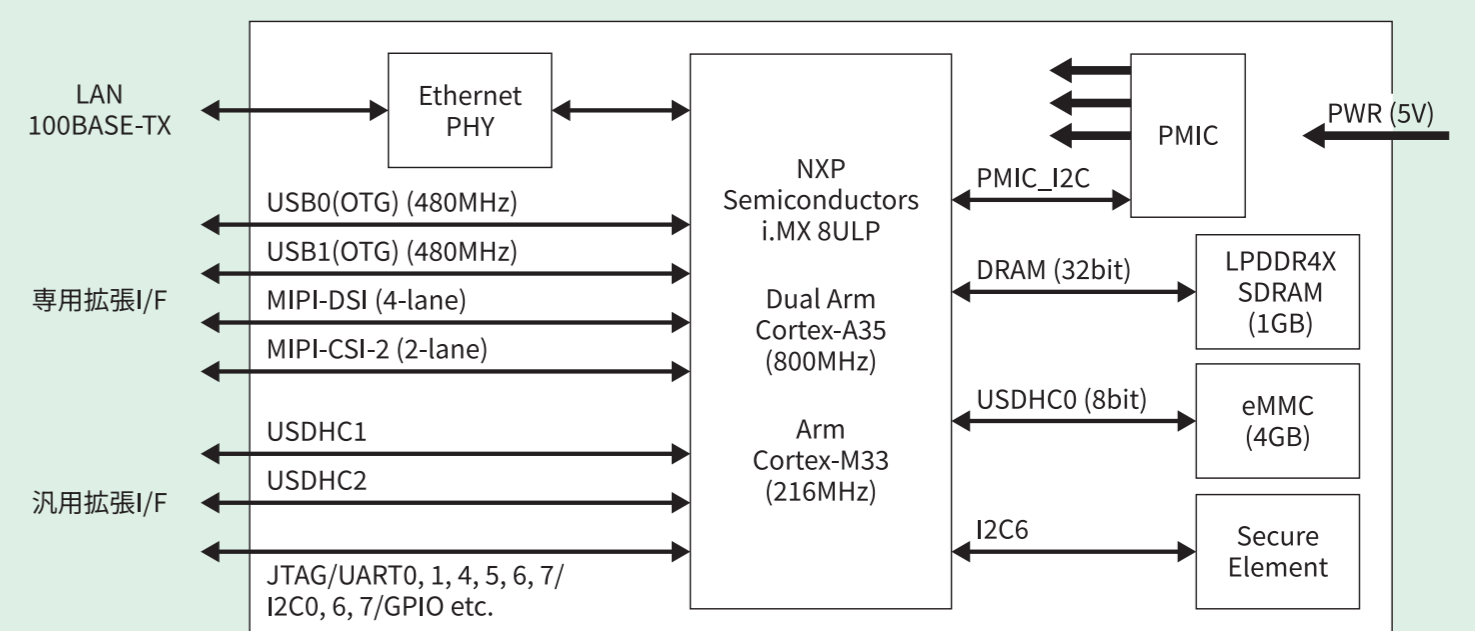 LAN
100BASE-TX
Ethernet
PHY
USB0(OTG) (480MHz)
USB1(OTG) (480MHz)
専用拡張I/F
MIPI-DSI (4-lane)
MIPI-CSI-2 (2-lane)
USDHC1
USDHC2
汎用拡張I/F
JTAG/UART0, 1, 4, 5, 6, 7/
I2C0, 6, 7/GPIO etc.
NXP
Semiconductors
i.MX 8ULP
Dual Arm
Cortex-A35
(800MHz)
Arm
Cortex-M33
(216MHz)
PMIC
PWR (5V)
PMIC_I2C
DRAM (32bit)
LPDDR4X
SDRAM
(1GB)
USDHC0 (8bit)
eMMC
(4GB)
I2C6
Secure
Element